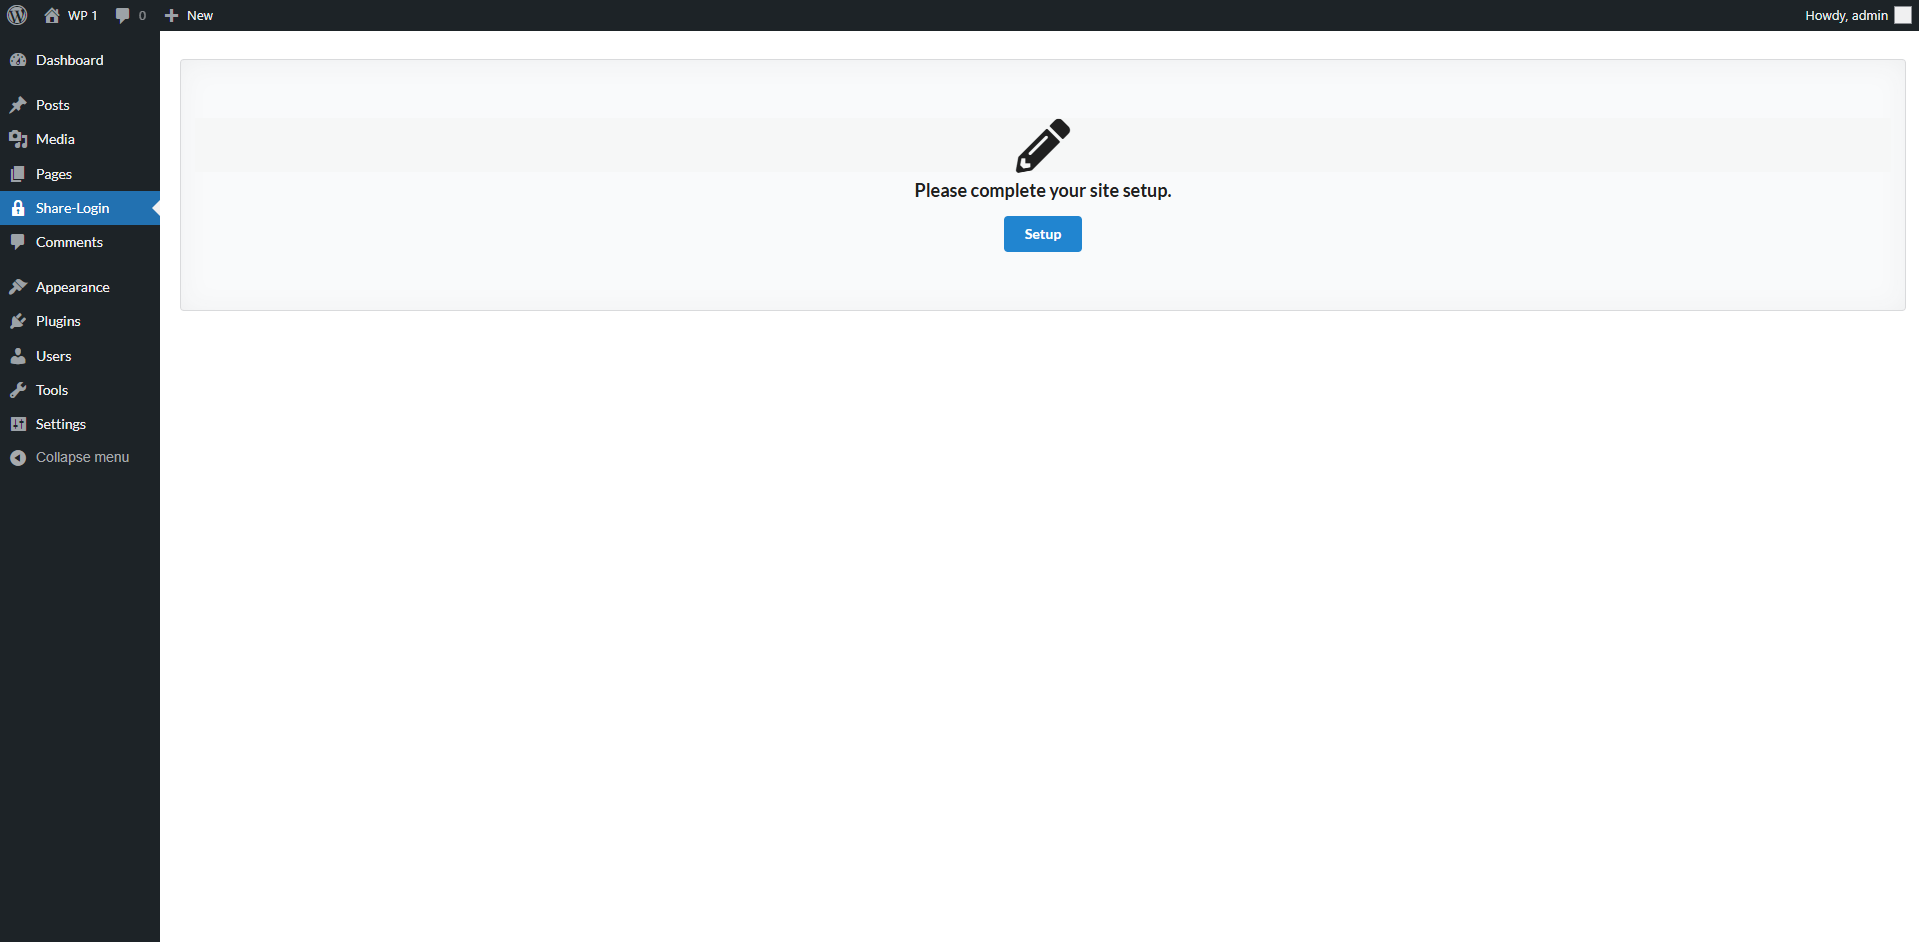 WP 1
0
New
Howdy, admin
Dashboard
Posts
Media
Pages
Share-Login
Comments
Appearance
Plugins
Users
Tools
Settings
Collapse menu
Please complete your site setup.
Setup